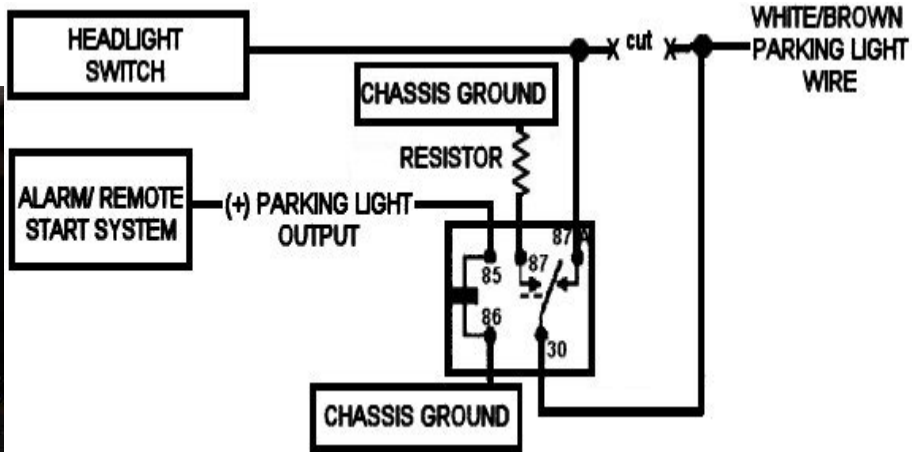 HEADLIGHT
SWITCH
X cut X
WHITE/BROWN
PARKING LIGHT
WIRE
CHASSIS GROUND
RESISTOR
ALARM/ REMOTE
START SYSTEM
(+) PARKING LIGHT
OUTPUT
85
87
87A
86
30
CHASSIS GROUND